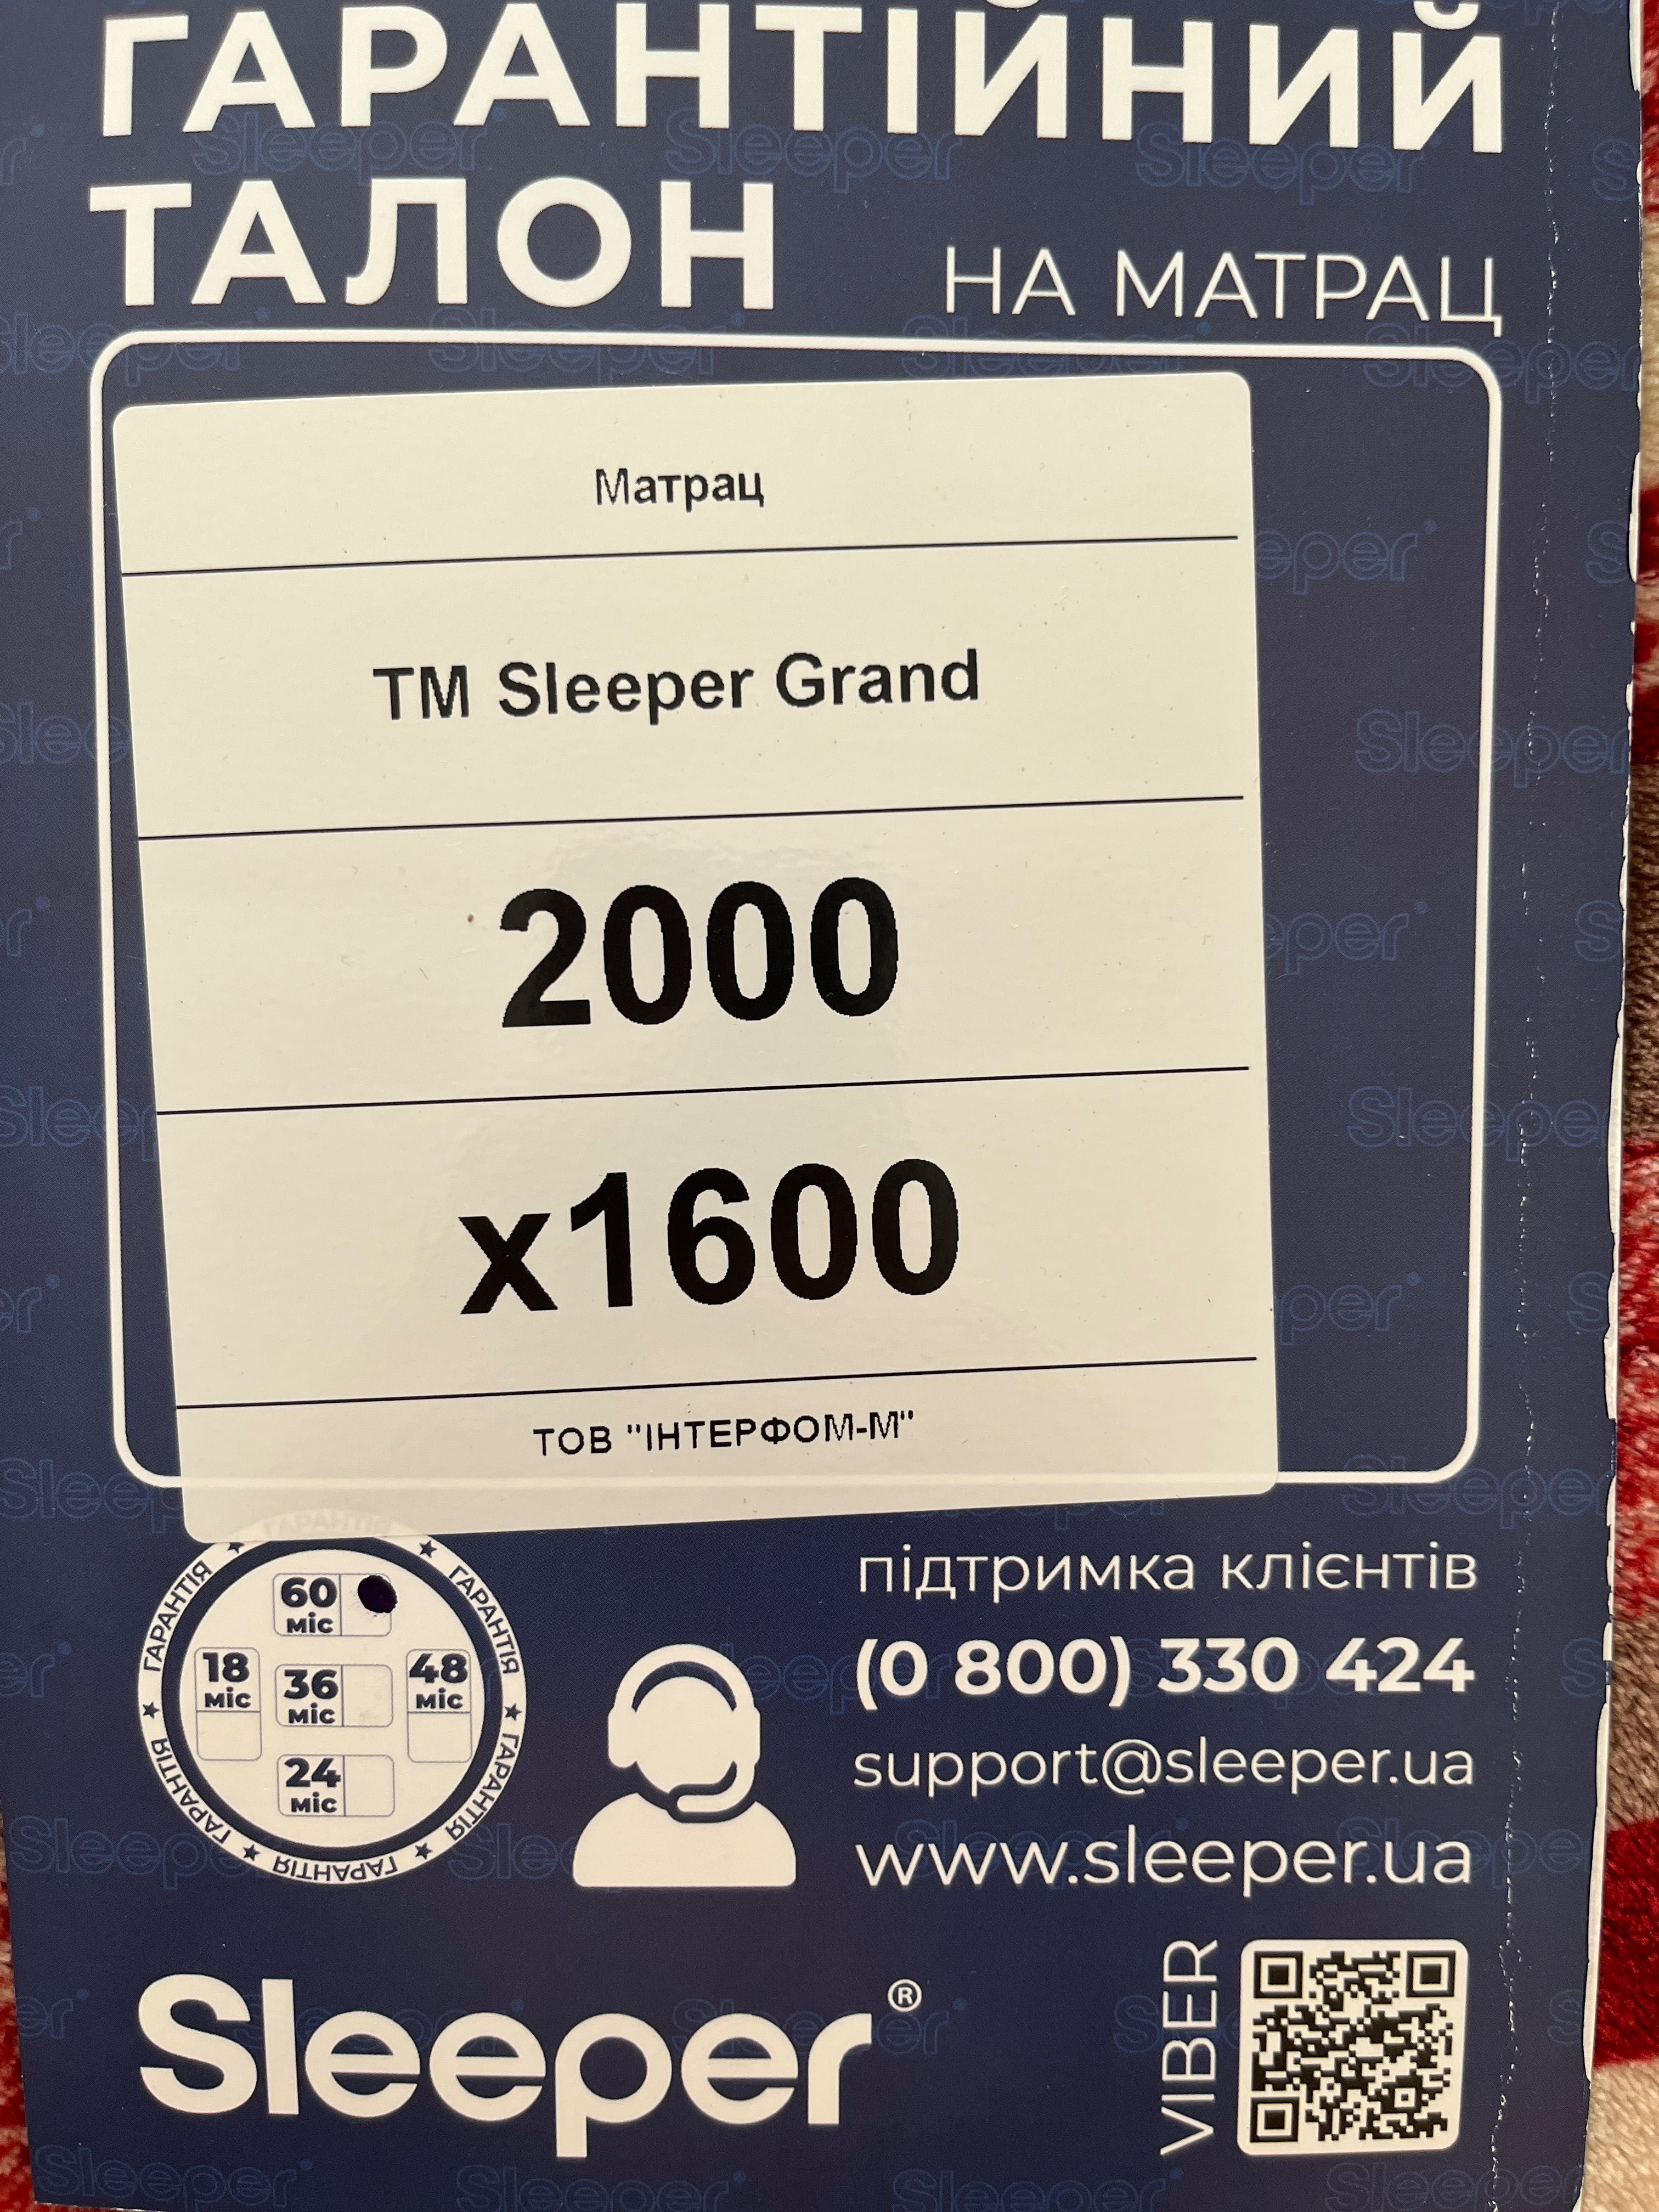 ГАРАНТІЙНИЙ
ТАЛОН НА МАТРАЦ
Матрац
ТМ Sleeper Grand
2000
x1600
ТОВ "ІНТЕРФОМ-М"
ГАРАНТІЯ ★ ГАРАНТІЯ ★ ГАРАНТІЯ ★ ГАРАНТІЯ ★ ГАРАНТІЯ ★ ГАРАНТІЯ ★
60 міс
18 міс
36 міс
48 міс
24 міс
підтримка клієнтів
(0 800) 330 424
support@sleeper.ua
www.sleeper.ua
Sleeper®
VIBER